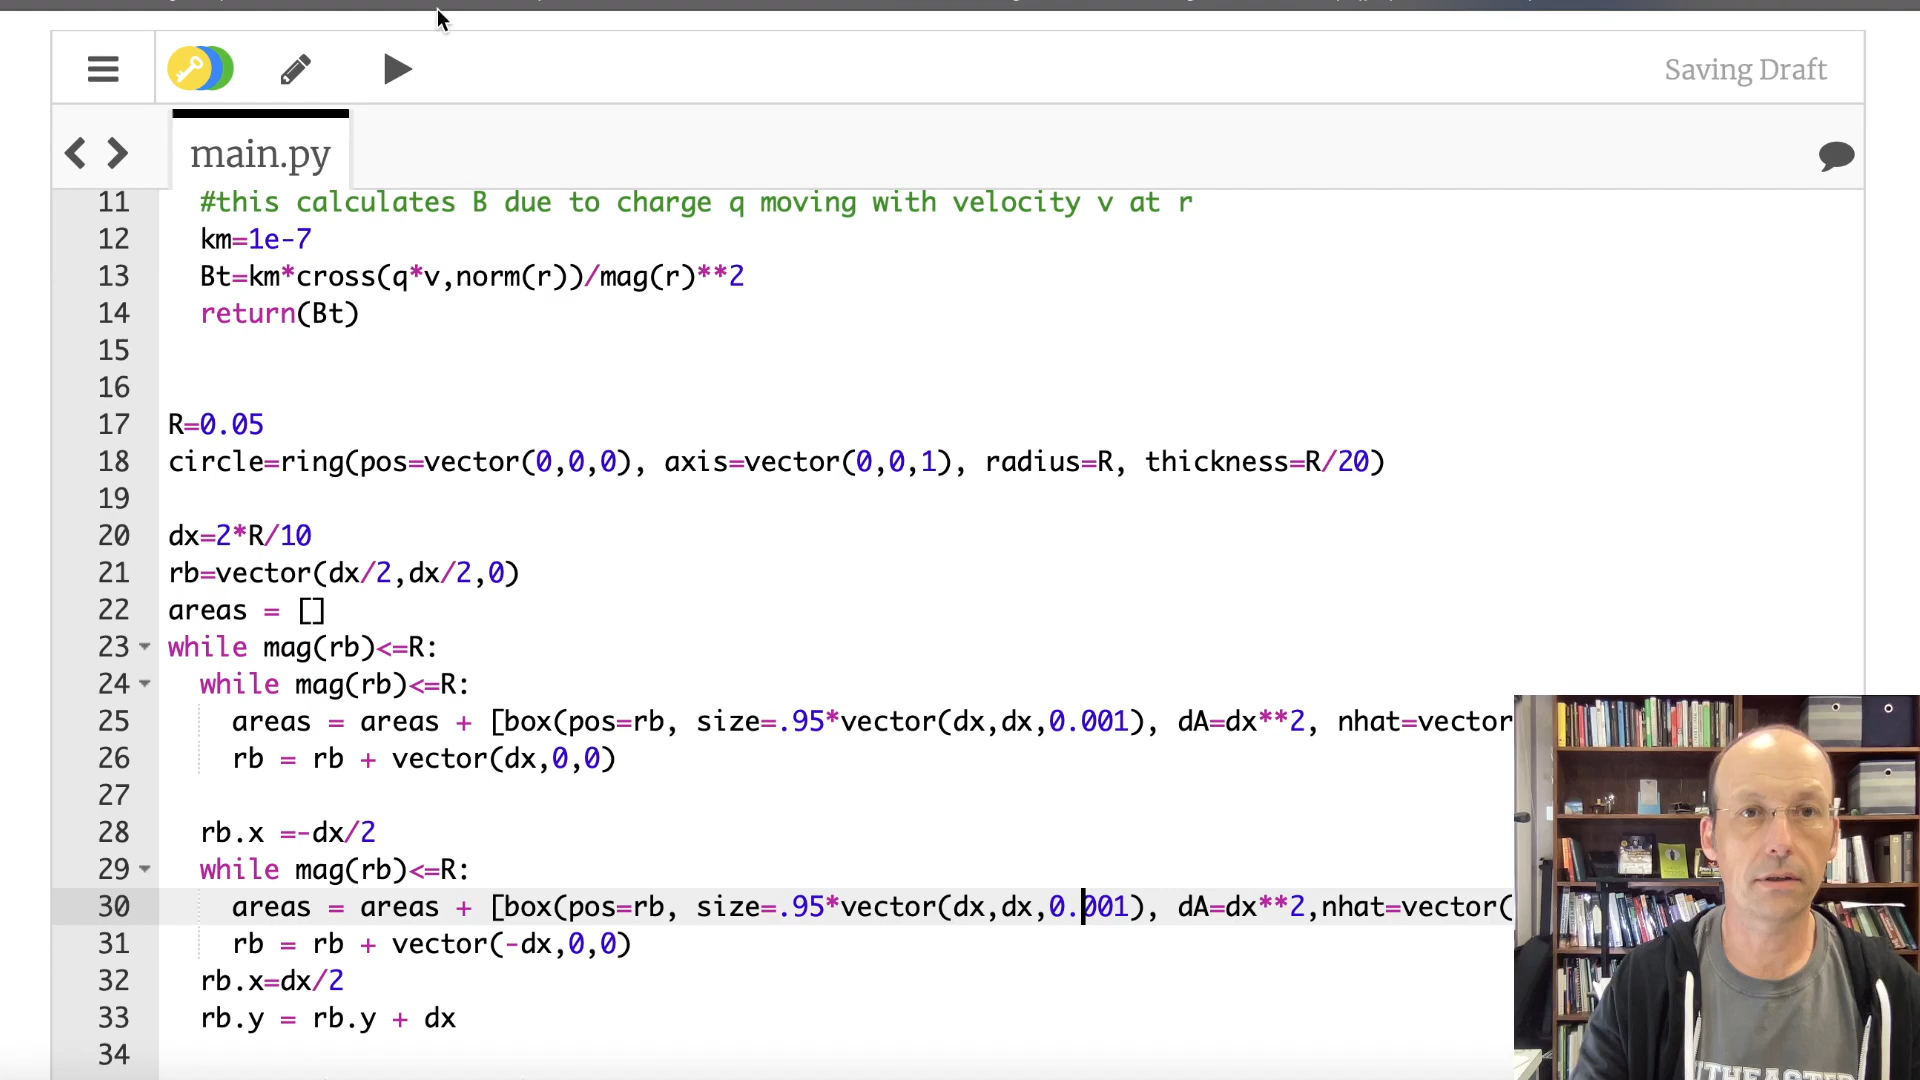 Saving Draft
main.py
11 #this calculates B due to charge q moving with velocity v at r
12 km=1e-7
13 Bt=km*cross(q*v,norm(r))/mag(r)**2
14 return(Bt)
15
16
17 R=0.05
18 circle=ring(pos=vector(0,0,0), axis=vector(0,0,1), radius=R, thickness=R/20)
19
20 dx=2*R/10
21 rb=vector(dx/2,dx/2,0)
22 areas = []
23 while mag(rb)<=R:
24 while mag(rb)<=R:
25 areas = areas + [box(pos=rb, size=.95*vector(dx,dx,0.001), dA=dx**2, nhat=vector
26 rb = rb + vector(dx,0,0)
27
28 rb.x =-dx/2
29 while mag(rb)<=R:
30 areas = areas + [box(pos=rb, size=.95*vector(dx,dx,0.001), dA=dx**2,nhat=vector(
31 rb = rb + vector(-dx,0,0)
32 rb.x=dx/2
33 rb.y = rb.y + dx
34